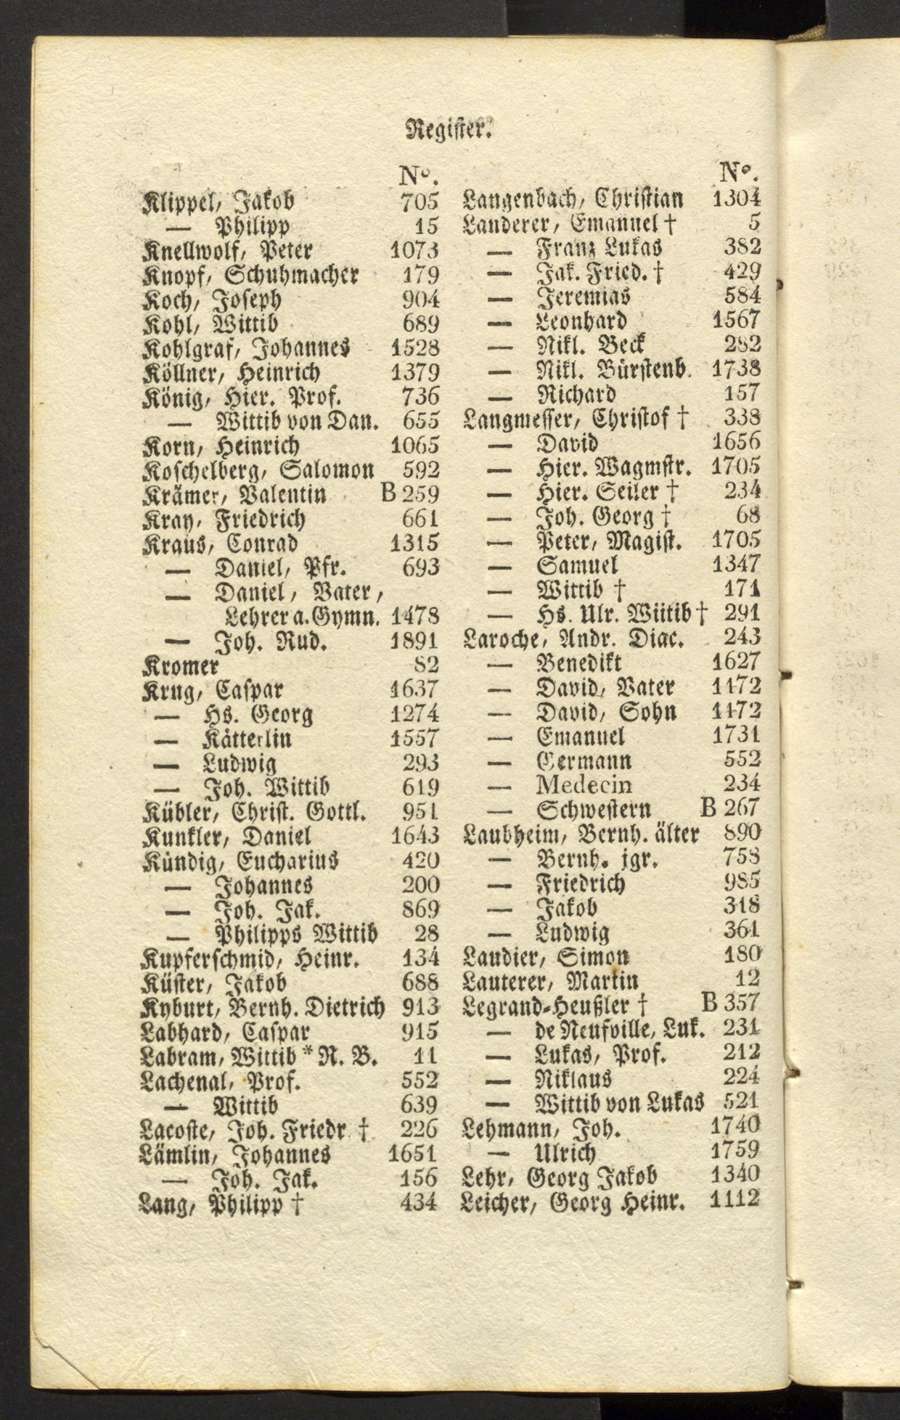 Register.
Nº.
Klippel, Jakob 705
— Philipp 15
Knellwolf, Peter 1073
Knopf, Schuhmacher 179
Koch, Joseph 904
Kohl, Wittib 689
Kohlgraf, Johannes 1528
Köllner, Heinrich 1379
König, Hier. Prof. 736
— Wittib von Dan. 655
Korn, Heinrich 1065
Koschelberg, Salomon 592
Krämer, Valentin B 259
Kray, Friedrich 661
Kraus, Conrad 1315
— Daniel, Pfr. 693
— Daniel, Vater,
Lehrer a. Gymn. 1478
— Joh. Rud. 1891
Kromer 82
Krug, Caspar 1637
— Hs. Georg 1274
— Kätterlin 1557
— Ludwig 293
— Joh. Wittib 619
Kübler, Christ. Gottl. 951
Kunkler, Daniel 1643
Kündig, Eucharius 420
— Johannes 200
— Joh. Jak. 869
— Philipps Wittib 28
Kupferschmid, Heinr. 134
Küster, Jakob 688
Kyburt, Bernh. Dietrich 913
Labhard, Caspar 915
Labram, Wittib * N. B. 11
Lachenal, Prof. 552
— Wittib 639
Lacoste, Joh. Friedr † 226
Lämlin, Johannes 1651
— Joh. Jak. 156
Lang, Philipp † 434
Nº.
Langenbach, Christian 1304
Landerer, Emanuel † 5
— Franz Lukas 382
— Jak. Fried. † 429
— Jeremias 584
— Leonhard 1567
— Nikl. Beck 282
— Nikl. Bürstenb. 1738
— Richard 157
Langmesser, Christof † 338
— David 1656
— Hier. Wagmstr. 1705
— Hier. Seiler † 234
— Joh. Georg † 68
— Peter, Magist. 1705
— Samuel 1347
— Wittib † 171
— Hs. Ulr. Wiitib † 291
Laroche, Andr. Diac. 243
— Benedikt 1627
— David, Vater 1172
— David, Sohn 1172
— Emanuel 1731
— Germann 552
— Medecin 234
— Schwestern B 267
Laubheim, Bernh. älter 890
— Bernh. jgr. 758
— Friedrich 985
— Jakob 318
— Ludwig 361
Laudier, Simon 180
Lauterer, Martin 12
Legrand-Heußler † B 357
— de Neufville, Luk. 231
— Lukas, Prof. 212
— Niklaus 224
— Wittib von Lukas 521
Lehmann, Joh. 1740
— Ulrich 1759
Lehr, Georg Jakob 1340
Leicher, Georg Heinr. 1112